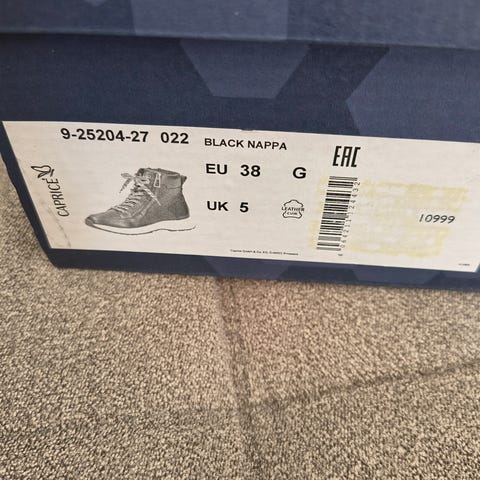 9-25204-27 022 BLACK NAPPA
EAC
EU 38 G
CAPRICE
UK 5
LEATHER
10999